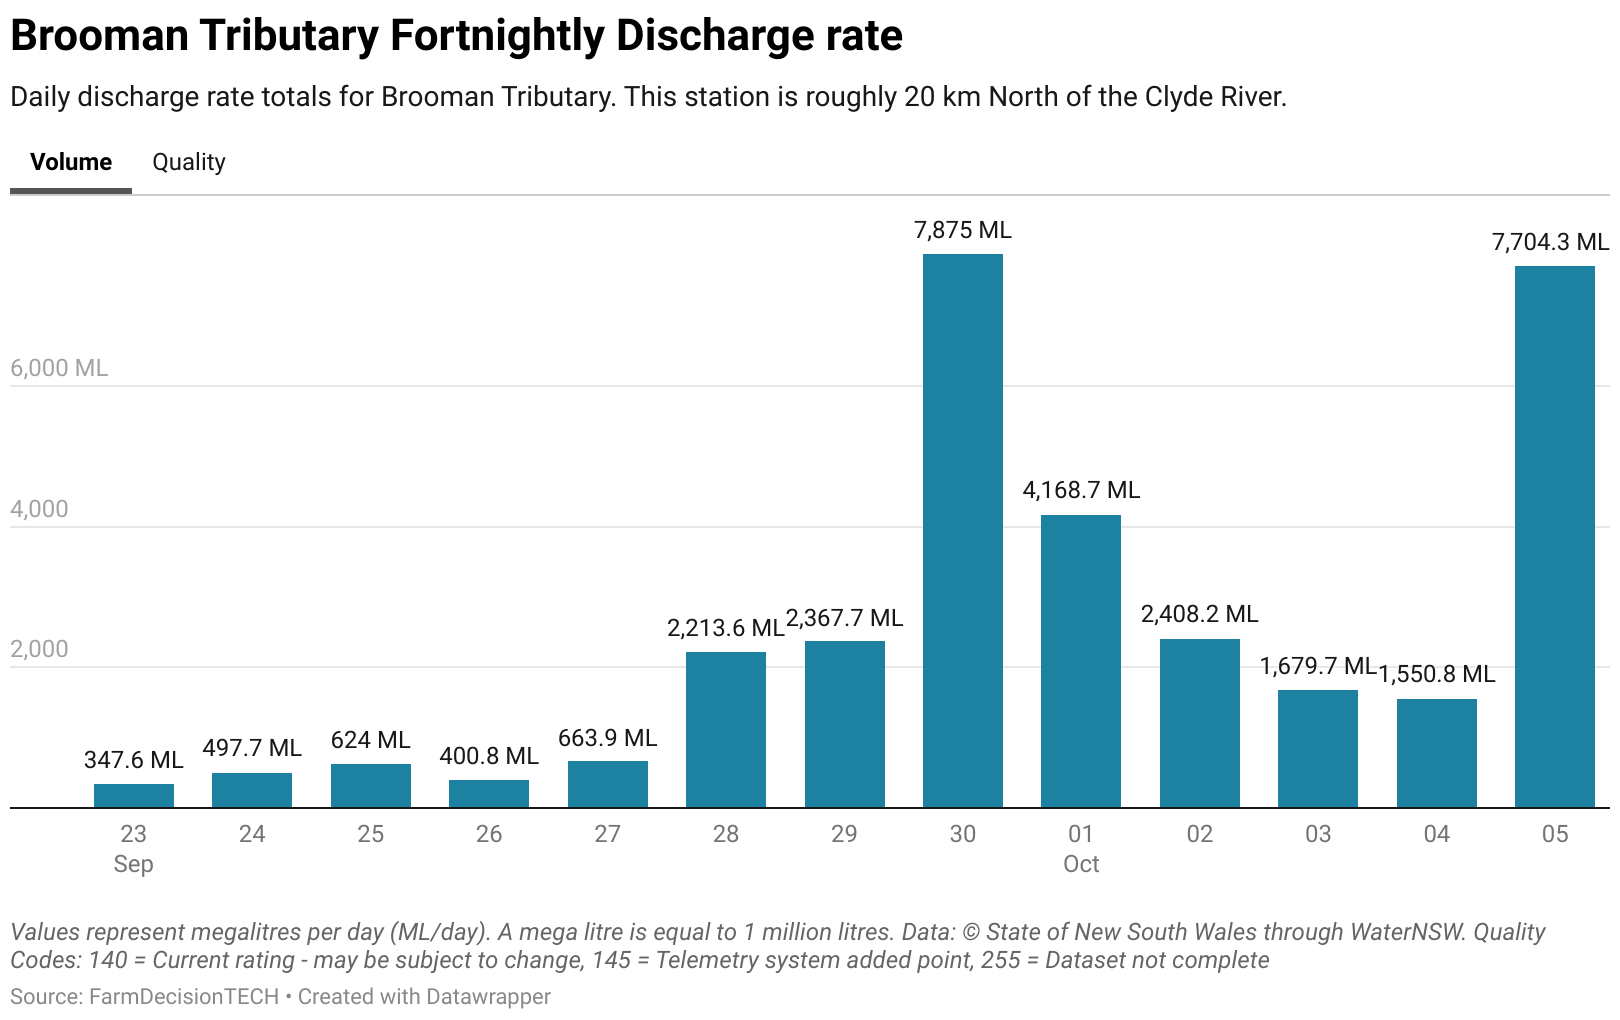 Brooman Tributary Fortnightly Discharge rate
Daily discharge rate totals for Brooman Tributary. This station is roughly 20 km North of the Clyde River.
Volume Quality
7,875 ML
7,704.3 ML
6,000 ML
4,168.7 ML
4,000
2,213.6 ML 2,367.7 ML 2,408.2 ML
2,000
1,679.7 ML 1,550.8 ML
347.6 ML 497.7 ML 624 ML 400.8 ML 663.9 ML
23 24 25 26 27 28 29 30 01 02 03 04 05
Sep Oct
Values represent megalitres per day (ML/day). A mega litre is equal to 1 million litres. Data: © State of New South Wales through WaterNSW. Quality
Codes: 140 = Current rating - may be subject to change, 145 = Telemetry system added point, 255 = Dataset not complete
Source: FarmDecisionTECH • Created with Datawrapper